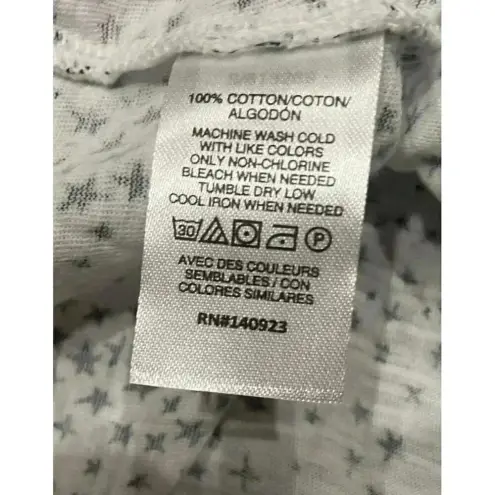 100% COTTON/COTON/
ALGODÓN
MACHINE WASH COLD
WITH LIKE COLORS
ONLY NON-CHLORINE
BLEACH WHEN NEEDED
TUMBLE DRY LOW
COOL IRON WHEN NEEDED
30 P
AVEC DES COULEURS
SEMBLABLES / CON
COLORES SIMILARES
RN#140923